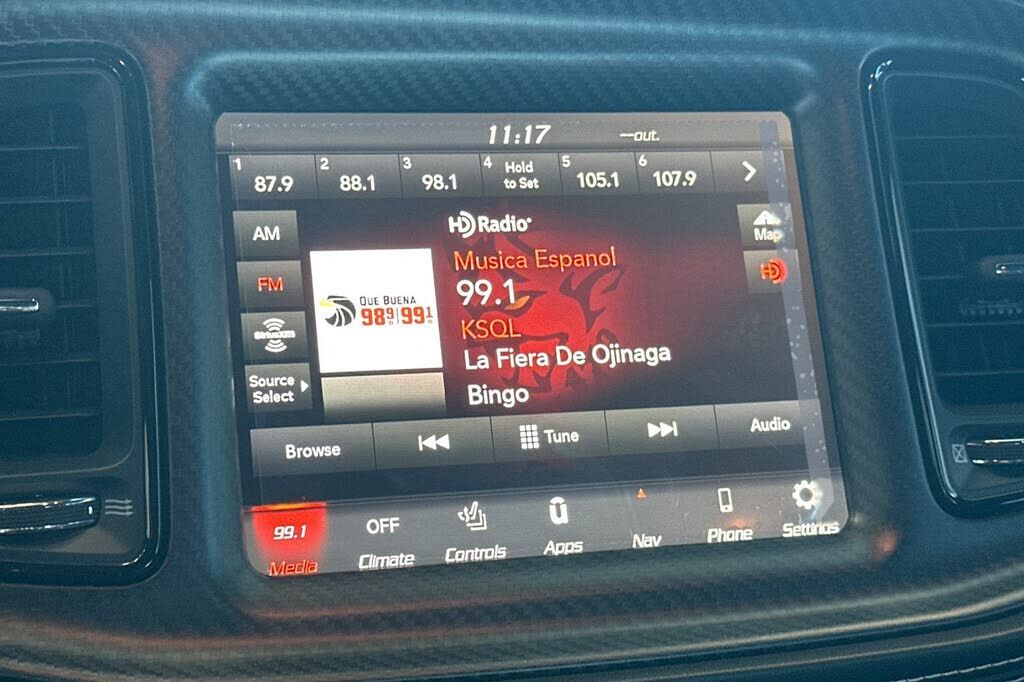 11:17 —out.
1 87.9 2 88.1 3 98.1 4 Hold to Set 5 105.1 6 107.9
AM
FM
SiriusXM
Source Select
QUE BUENA
98.9 | 99.1
HD Radio
Musica Espanol
99.1
KSQL
La Fiera De Ojinaga
Bingo
Map
HD
Browse Tune Audio
99.1 OFF
Media Climate Controls Apps Nav Phone Settings